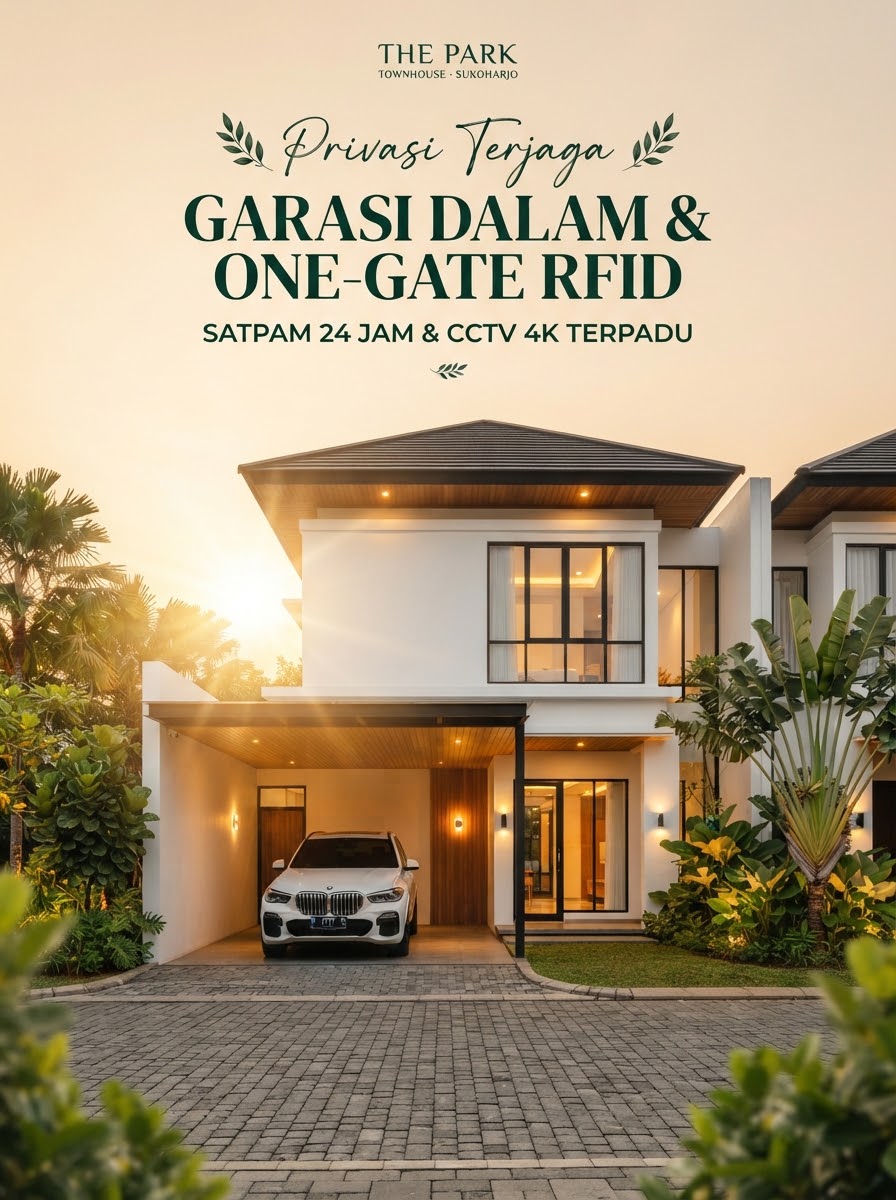 THE PARK
TOWNHOUSE · SUKOHARJO
Privasi Terjaga
GARASI DALAM &
ONE-GATE RFID
SATPAM 24 JAM & CCTV 4K TERPADU